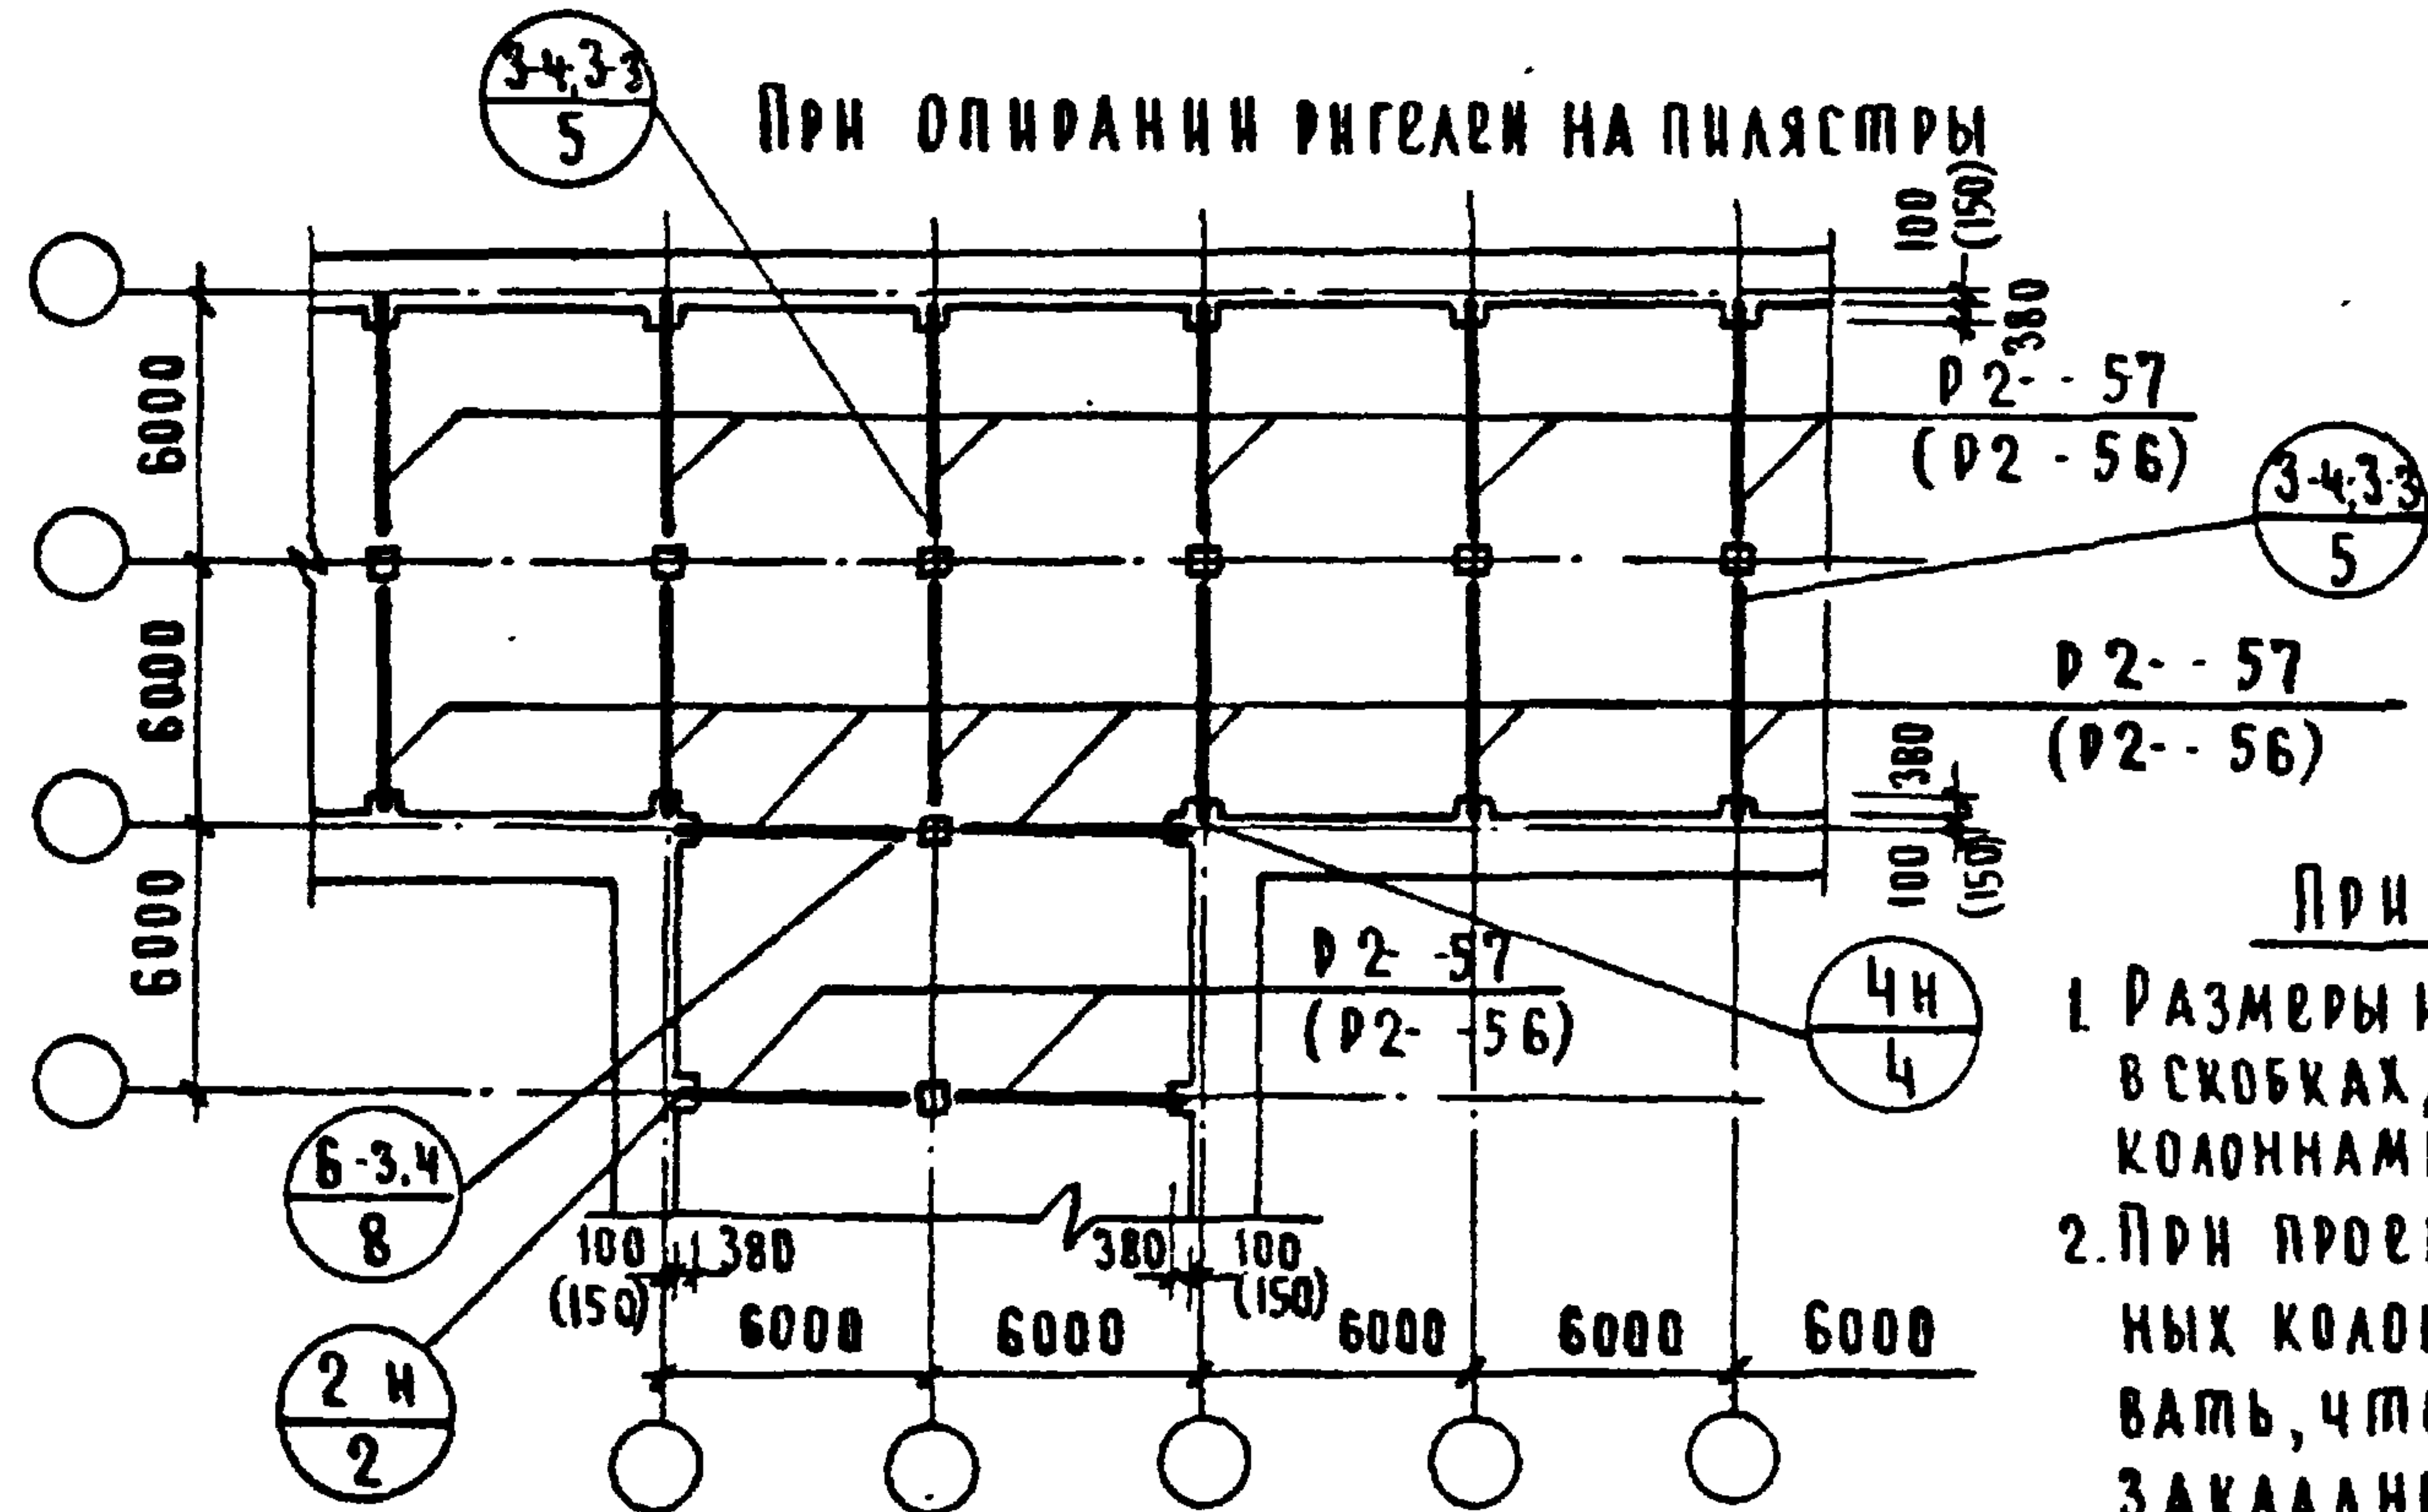 3-4.3-3
5
При опирании ригелей на пилястры
100
(150)
380
6000
Р2- - 57
(Р2 - 56)
3-4.3-3
5
6000
Р2- - 57
(Р2- - 56)
380
100
(150)
6000
Р2- -57
(Р2- -56)
4н
4
6-3.4
8
2 н
2
100
(150)
380
380
100
(150)
6000
6000
6000
6000
6000
При
1. Размеры
в скобках,
колоннам
2. При прое
ных коло
вать, чт
закладн